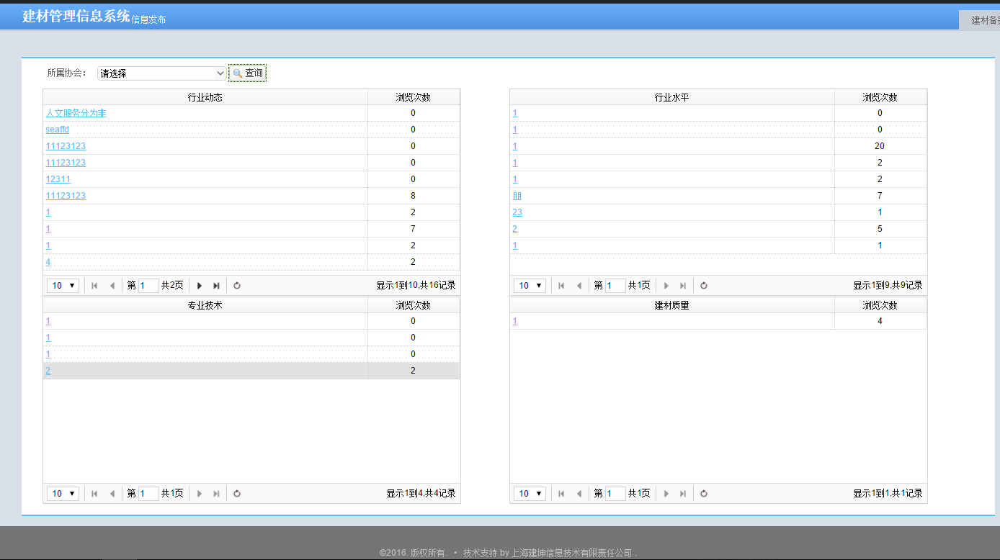 建材管理信息系统 信息发布
建材备案
所属协会： 请选择 查询
行业动态 浏览次数
人文服务分为非 0
seaffd 0
11123123 0
11123123 0
12311 0
11123123 8
1 2
1 7
1 2
4 2
10 第 1 共2页 显示1到10,共16记录
行业水平 浏览次数
1 0
1 0
1 20
1 2
1 2
朋 7
23 1
2 5
1 1
10 第 1 共1页 显示1到9,共9记录
专业技术 浏览次数
1 0
1 0
1 0
2 2
10 第 1 共1页 显示1到4,共4记录
建材质量 浏览次数
1 4
10 第 1 共1页 显示1到1,共1记录
©2016. 版权所有. • 技术支持 by 上海建坤信息技术有限责任公司 .